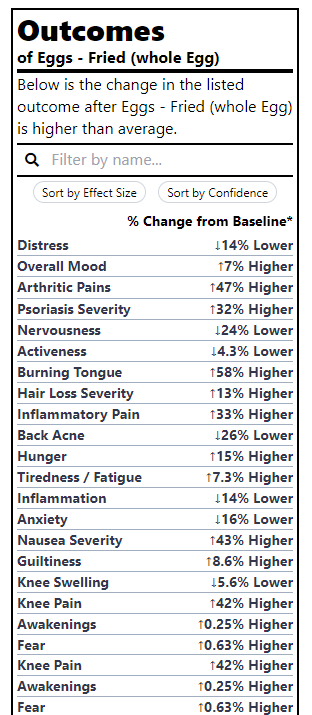 Outcomes
of Eggs - Fried (whole Egg)
Below is the change in the listed
outcome after Eggs - Fried (whole Egg)
is higher than average.
Filter by name...
Sort by Effect Size Sort by Confidence
% Change from Baseline*
Distress ↓14% Lower
Overall Mood ↑7% Higher
Arthritic Pains ↑47% Higher
Psoriasis Severity ↑32% Higher
Nervousness ↓24% Lower
Activeness ↓4.3% Lower
Burning Tongue ↑58% Higher
Hair Loss Severity ↑13% Higher
Inflammatory Pain ↑33% Higher
Back Acne ↓26% Lower
Hunger ↑15% Higher
Tiredness / Fatigue ↑7.3% Higher
Inflammation ↓14% Lower
Anxiety ↓16% Lower
Nausea Severity ↑43% Higher
Guiltiness ↑8.6% Higher
Knee Swelling ↓5.6% Lower
Knee Pain ↑42% Higher
Awakenings ↑0.25% Higher
Fear ↑0.63% Higher
Knee Pain ↑42% Higher
Awakenings ↑0.25% Higher
Fear ↑0.63% Higher